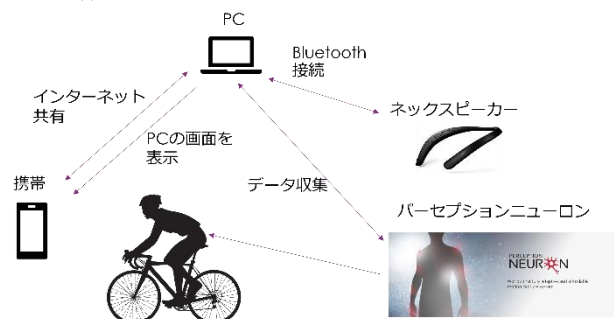 PC
Bluetooth
接続
インターネット
共有
ネックスピーカー
PCの画面を
表示
携帯
データ収集
パーセプションニューロン
PERCEPTION
NEURON